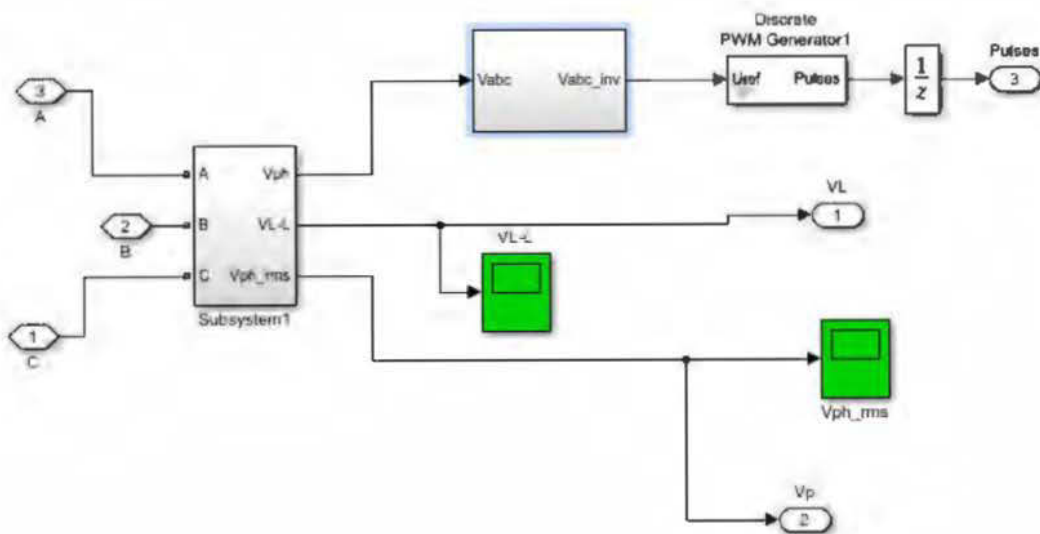 Discrete
PWM Generator1
Vabc
Vabc_inv
Uref
Pulses
1
z
Pulses
3
3
A
A
Vph
2
B
B
VL-L
1
C
C
Vph_rms
Subsystem1
VL-L
VL
1
Vph_rms
Vp
2